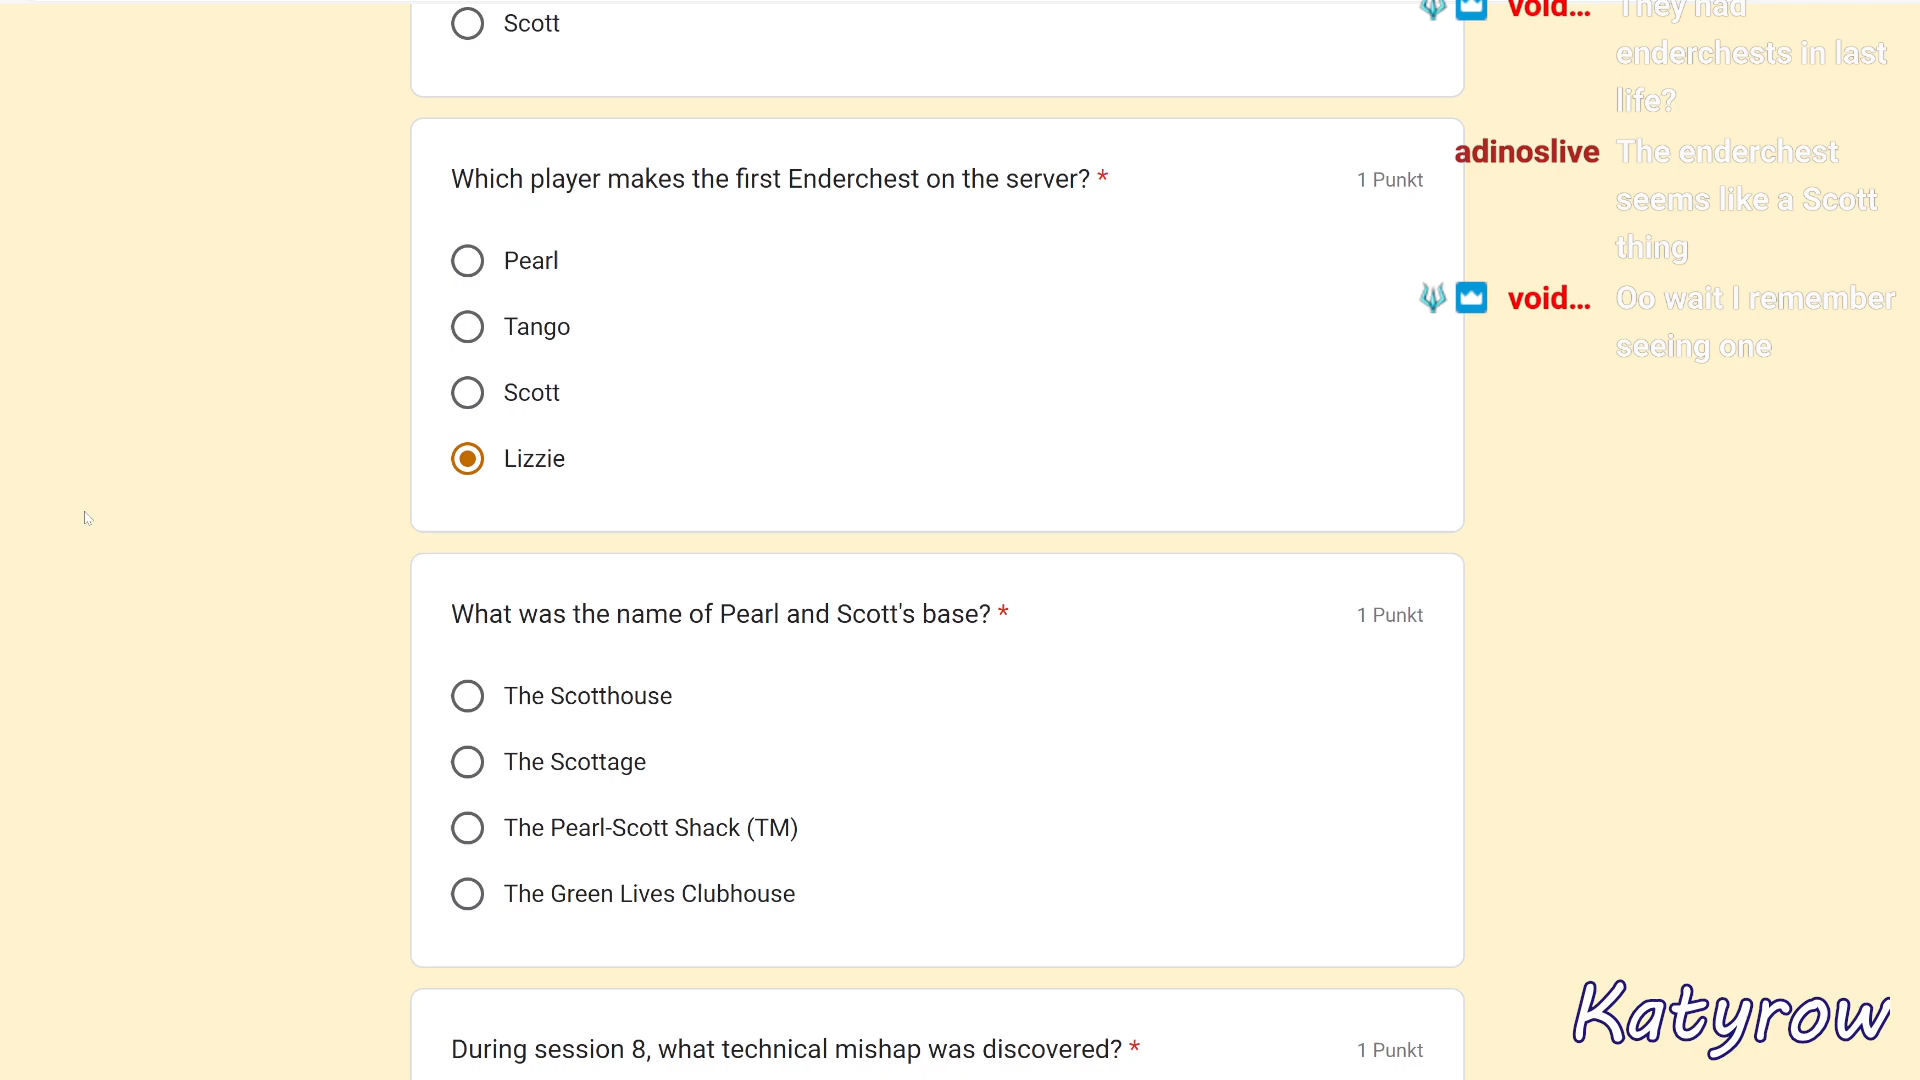 Scott
Which player makes the first Enderchest on the server? *
1 Punkt
Pearl
Tango
Scott
Lizzie
What was the name of Pearl and Scott's base? *
1 Punkt
The Scotthouse
The Scottage
The Pearl-Scott Shack (TM)
The Green Lives Clubhouse
During session 8, what technical mishap was discovered? *
1 Punkt
void... They had
enderchests in last
life?
adinoslive The enderchest
seems like a Scott
thing
void... Oo wait I remember
seeing one
Katyrow